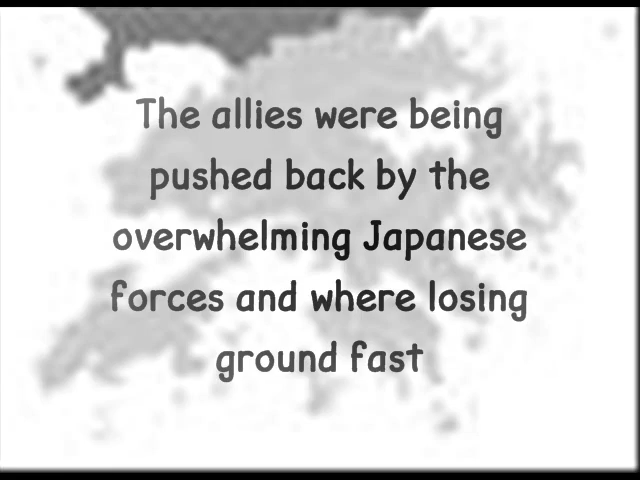 The allies were being
pushed back by the
overwhelming Japanese
forces and where losing
ground fast